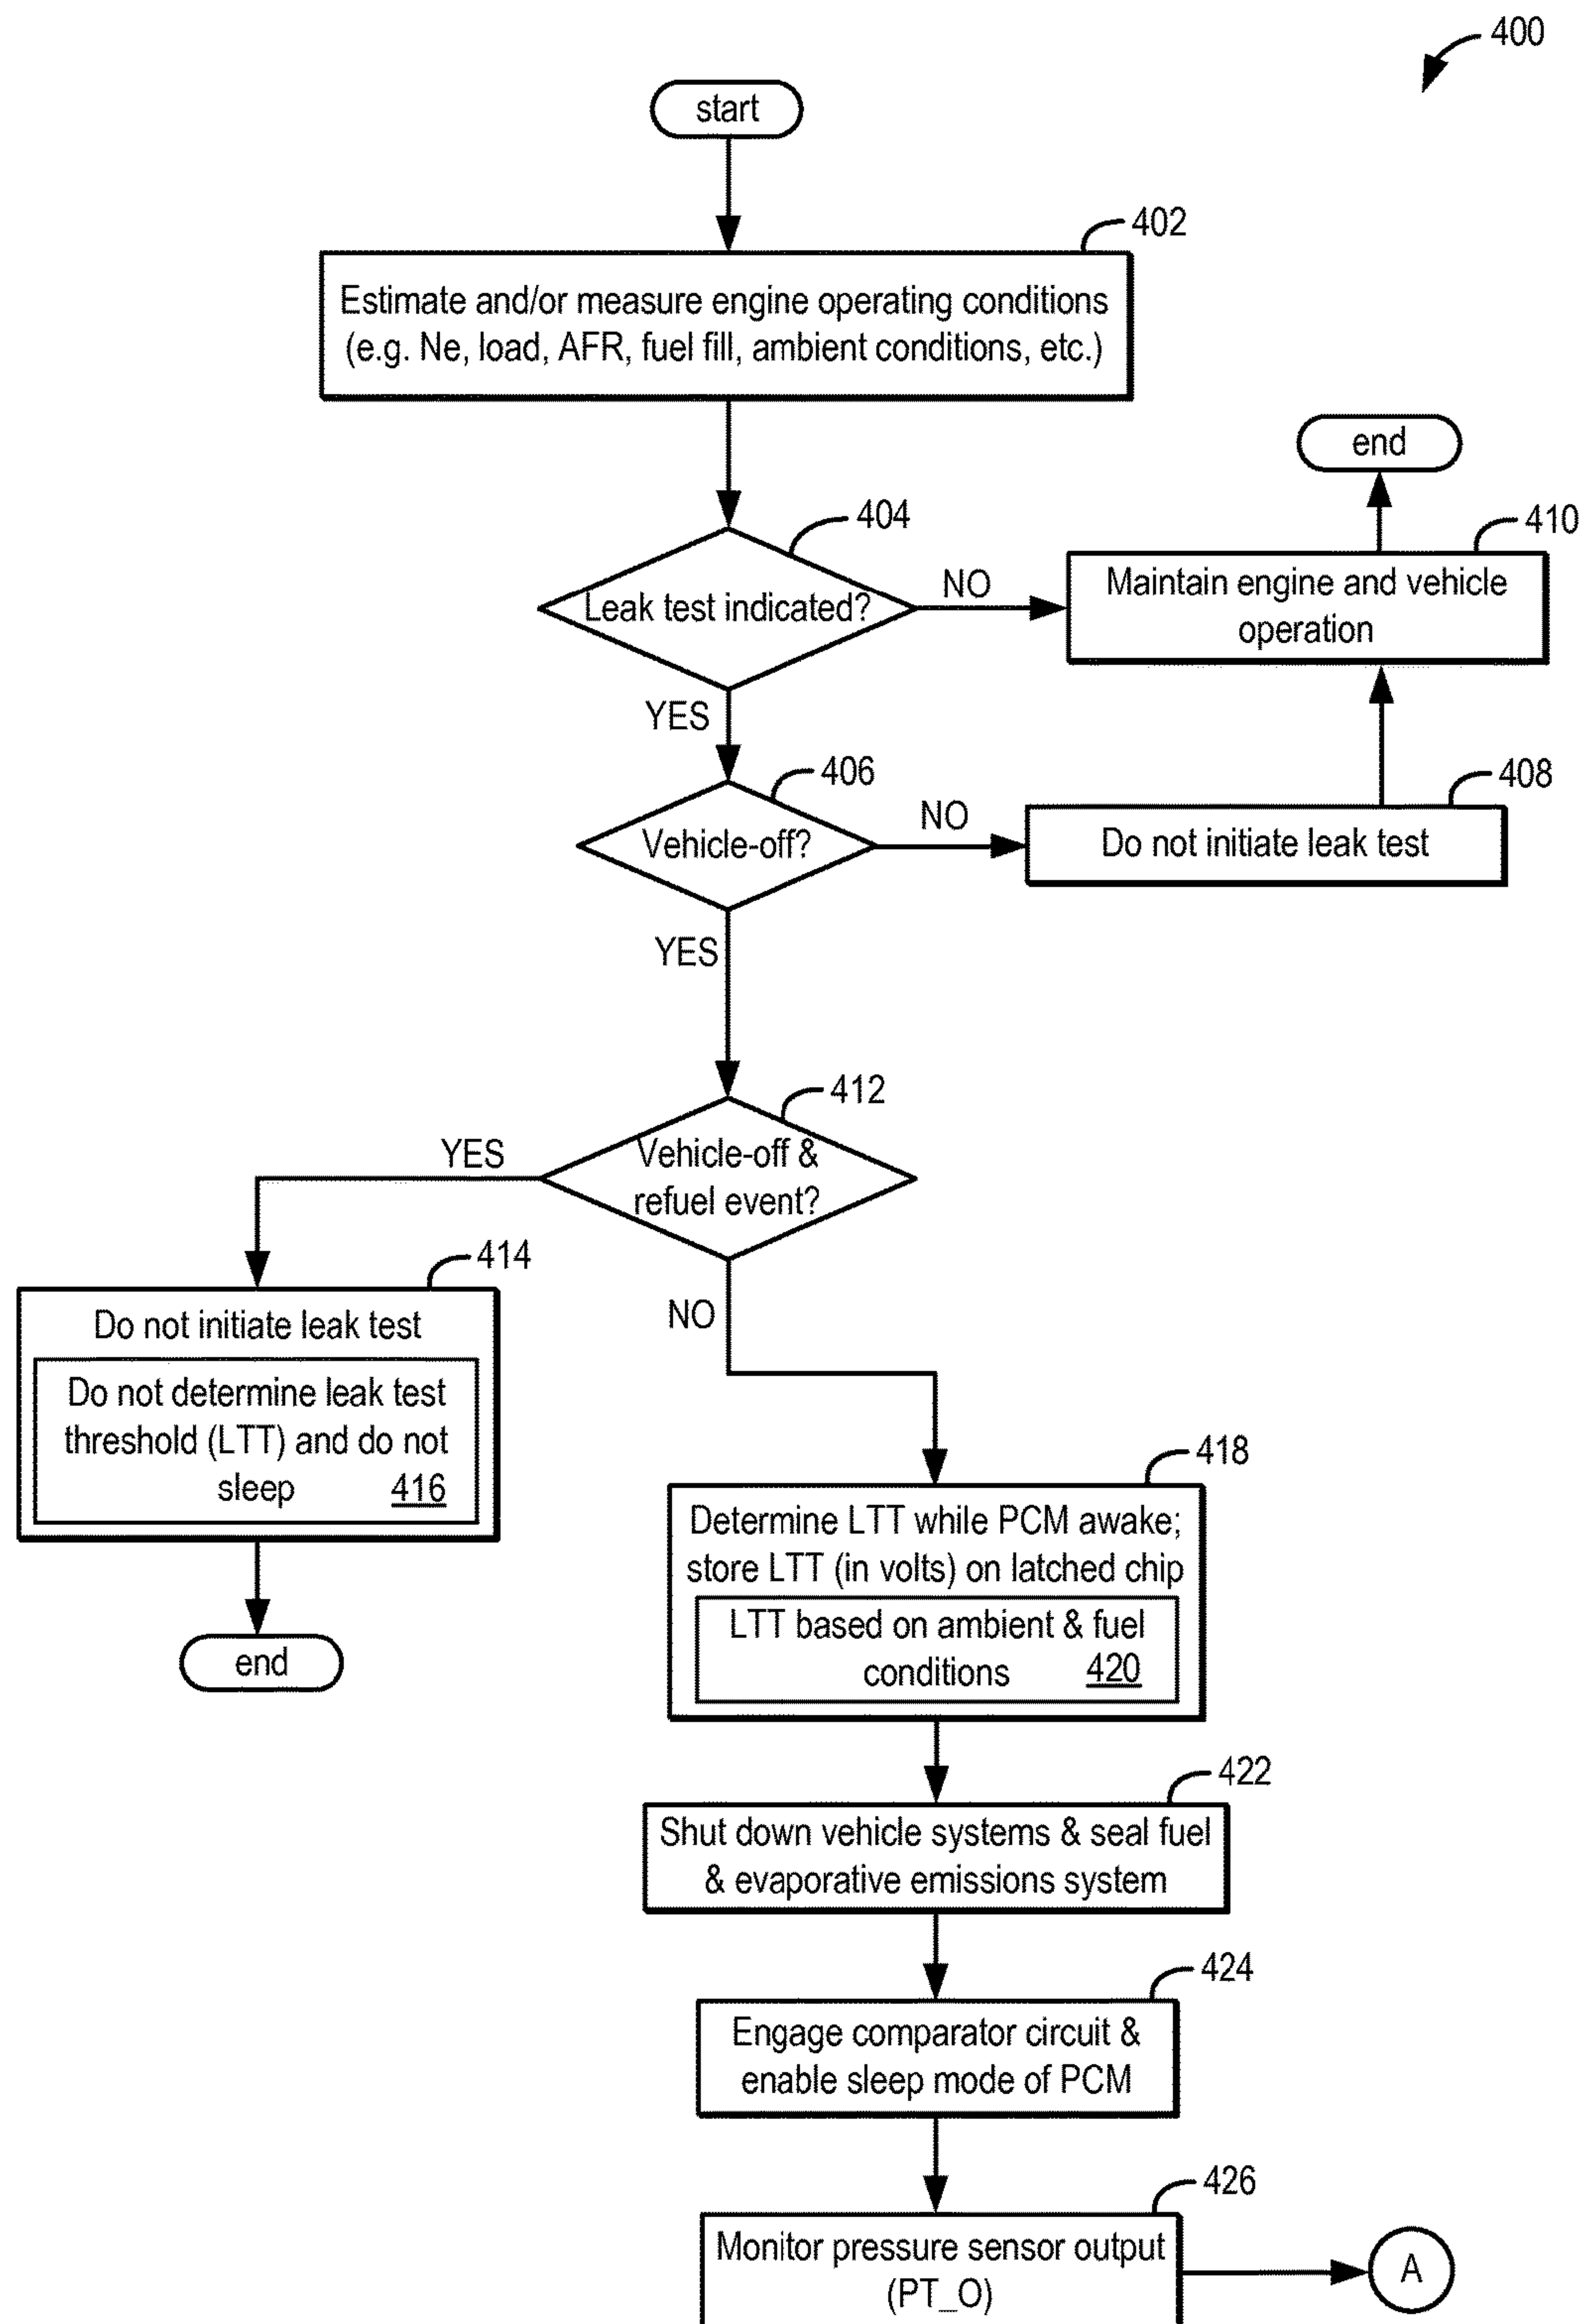 400
start
402
Estimate and/or measure engine operating conditions
(e.g. Ne, load, AFR, fuel fill, ambient conditions, etc.)
end
404
410
Leak test indicated?
NO
Maintain engine and vehicle
operation
YES
406
408
Vehicle-off?
NO
Do not initiate leak test
YES
412
YES
Vehicle-off &
refuel event?
414
NO
Do not initiate leak test
Do not determine leak test
threshold (LTT) and do not
sleep 416
end
418
Determine LTT while PCM awake;
store LTT (in volts) on latched chip
LTT based on ambient & fuel
conditions 420
422
Shut down vehicle systems & seal fuel
& evaporative emissions system
424
Engage comparator circuit &
enable sleep mode of PCM
426
Monitor pressure sensor output
(PT_O)
A